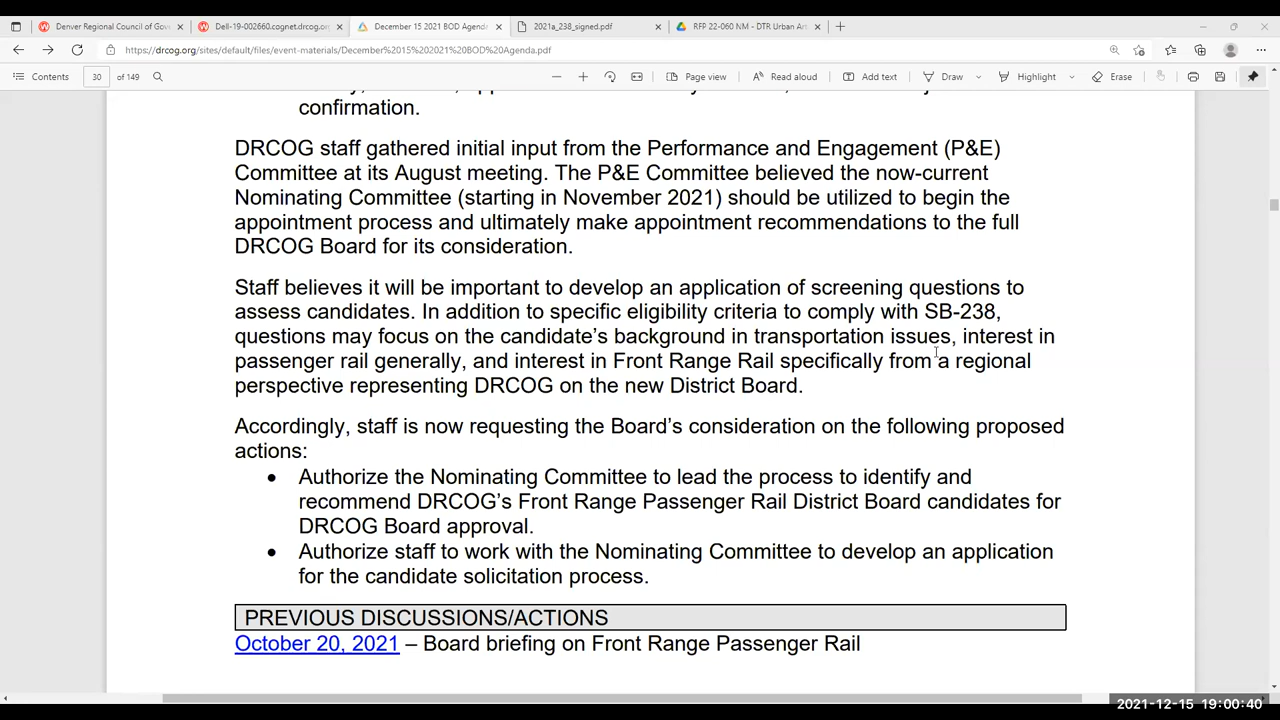 Denver Regional Council of Gov
Dell-19-002660.cognet.drcog.org
December 15 2021 BOD Agenda
2021a_238_signed.pdf
RFP 22-060 NM - DTR Urban Art
https://drcog.org/sites/default/files/event-materials/December%2015%202021%20BOD%20Agenda.pdf
Contents
30
of 149
Page view
Read aloud
Add text
Draw
Highlight
Erase
confirmation.
DRCOG staff gathered initial input from the Performance and Engagement (P&E)
Committee at its August meeting. The P&E Committee believed the now-current
Nominating Committee (starting in November 2021) should be utilized to begin the
appointment process and ultimately make appointment recommendations to the full
DRCOG Board for its consideration.
Staff believes it will be important to develop an application of screening questions to
assess candidates. In addition to specific eligibility criteria to comply with SB-238,
questions may focus on the candidate's background in transportation issues, interest in
passenger rail generally, and interest in Front Range Rail specifically from a regional
perspective representing DRCOG on the new District Board.
Accordingly, staff is now requesting the Board's consideration on the following proposed
actions:
• Authorize the Nominating Committee to lead the process to identify and
recommend DRCOG's Front Range Passenger Rail District Board candidates for
DRCOG Board approval.
• Authorize staff to work with the Nominating Committee to develop an application
for the candidate solicitation process.
PREVIOUS DISCUSSIONS/ACTIONS
October 20, 2021 – Board briefing on Front Range Passenger Rail
2021-12-15 19:00:40